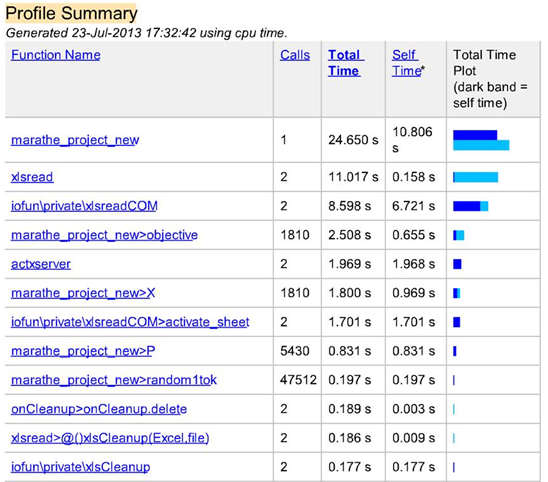 Profile Summary
Generated 23-Jul-2013 17:32:42 using cpu time.
Function Name Calls Total Time Self Time* Total Time Plot (dark band = self time)
marathe_project_new 1 24.650 s 10.806 s
xlsread 2 11.017 s 0.158 s
iofun\private\xlsreadCOM 2 8.598 s 6.721 s
marathe_project_new>objective 1810 2.508 s 0.655 s
actxserver 2 1.969 s 1.968 s
marathe_project_new>X 1810 1.800 s 0.969 s
iofun\private\xlsreadCOM>activate_sheet 2 1.701 s 1.701 s
marathe_project_new>P 5430 0.831 s 0.831 s
marathe_project_new>random1tok 47512 0.197 s 0.197 s
onCleanup>onCleanup.delete 2 0.189 s 0.003 s
xlsread>@()xlsCleanup(Excel,file) 2 0.186 s 0.009 s
iofun\private\xlsCleanup 2 0.177 s 0.177 s